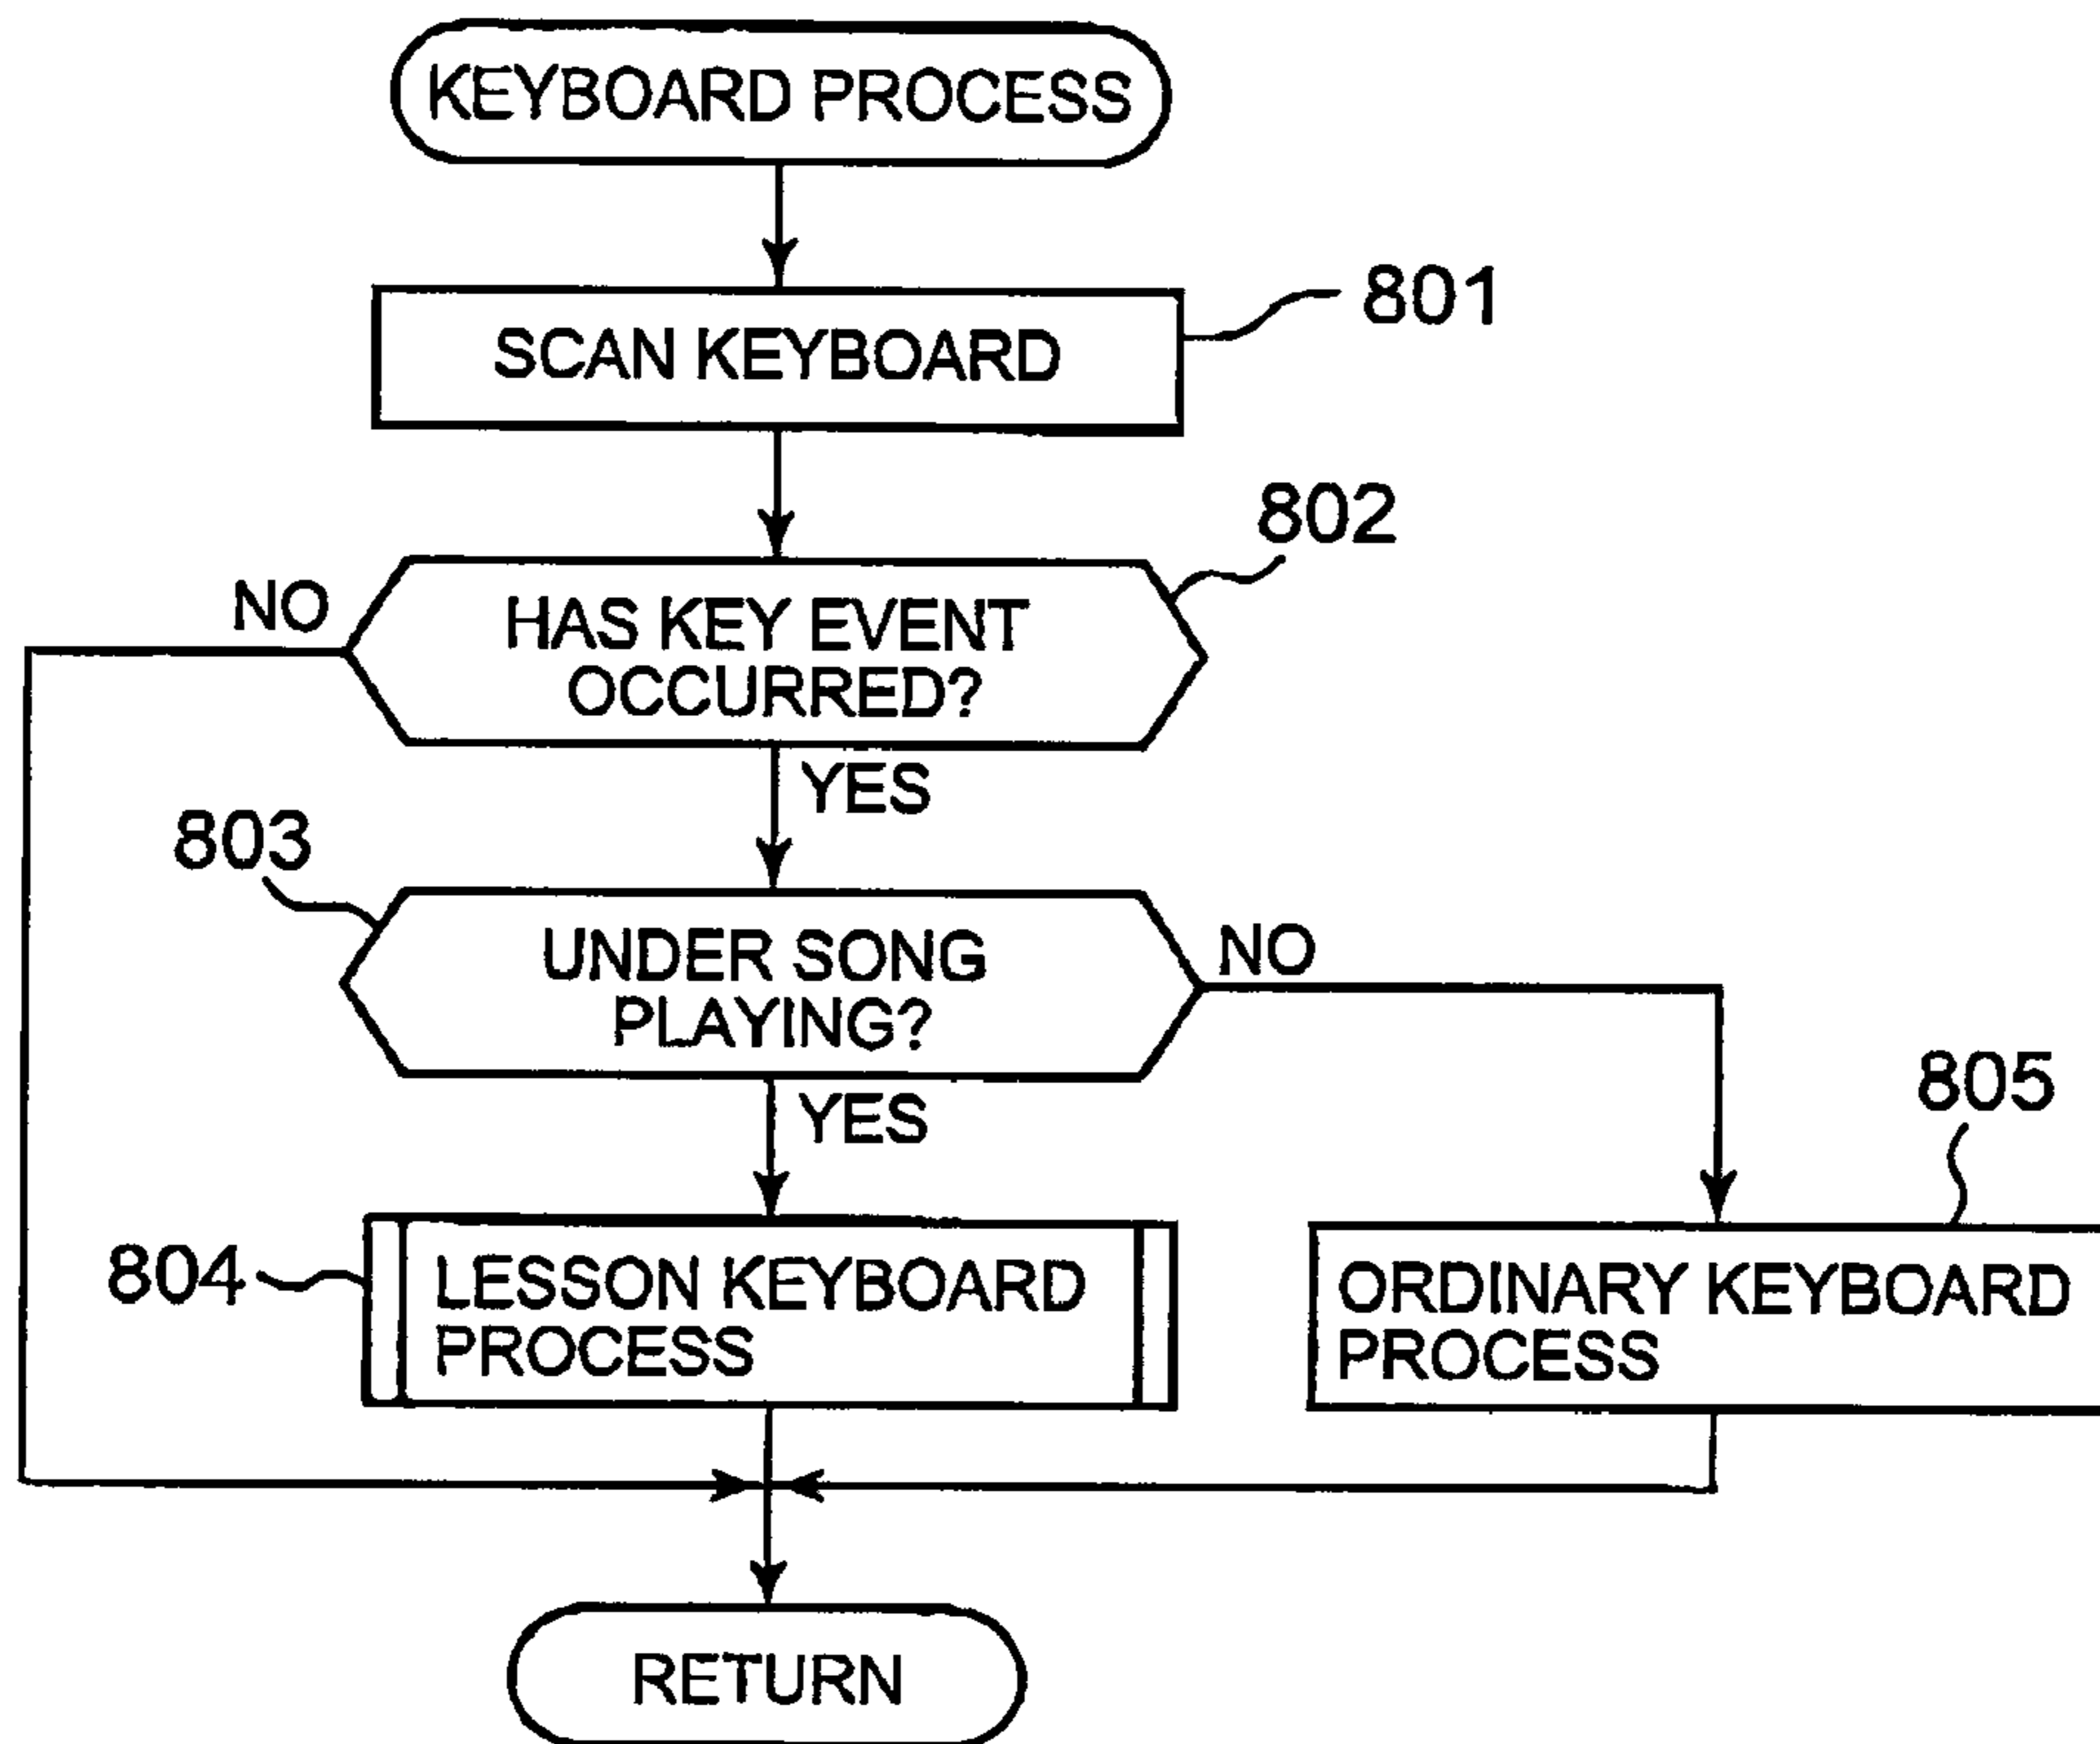 KEYBOARD PROCESS
SCAN KEYBOARD
801
802
NO
HAS KEY EVENT
OCCURRED?
YES
803
UNDER SONG
PLAYING?
NO
YES
805
804
LESSON KEYBOARD
PROCESS
ORDINARY KEYBOARD
PROCESS
RETURN